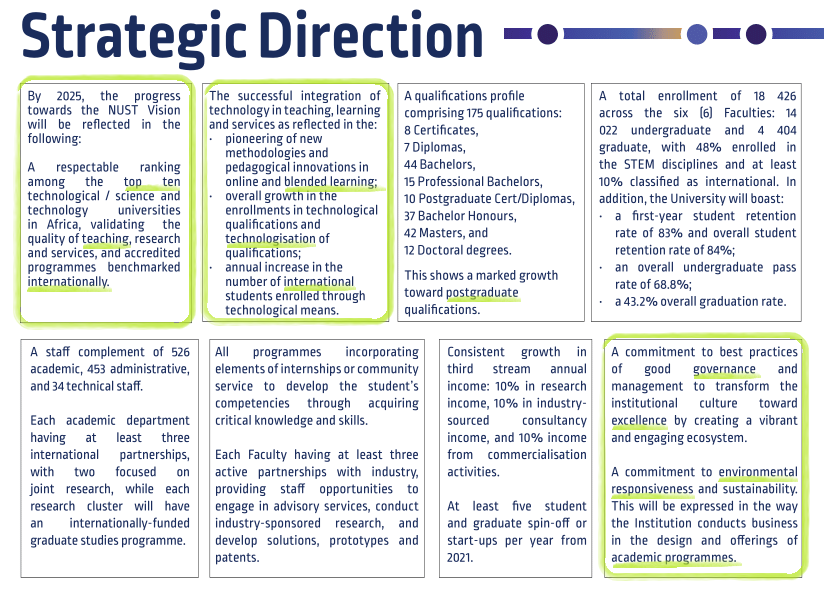 Strategic Direction
By 2025, the progress
towards the NUST Vision
will be reflected in the
following:
A respectable ranking
among the top ten
technological / science and
technology universities
in Africa, validating the
quality of teaching, research
and services, and accredited
programmes benchmarked
internationally.
The successful integration of
technology in teaching, learning
and services as reflected in the:
· pioneering of new
methodologies and
pedagogical innovations in
online and blended learning;
· overall growth in the
enrollments in technological
qualifications and
technologisation of
qualifications;
· annual increase in the
number of international
students enrolled through
technological means.
A qualifications profile
comprising 175 qualifications:
8 Certificates,
7 Diplomas,
44 Bachelors,
15 Professional Bachelors,
10 Postgraduate Cert/Diplomas,
37 Bachelor Honours,
42 Masters, and
12 Doctoral degrees.
This shows a marked growth
toward postgraduate
qualifications.
A total enrollment of 18 426
across the six (6) Faculties: 14
022 undergraduate and 4 404
graduate, with 48% enrolled in
the STEM disciplines and at least
10% classified as international. In
addition, the University will boast:
· a first-year student retention
rate of 83% and overall student
retention rate of 84%;
· an overall undergraduate pass
rate of 68.8%;
· a 43.2% overall graduation rate.
A staff complement of 526
academic, 453 administrative,
and 34 technical staff.
Each academic department
having at least three
international partnerships,
with two focused on
joint research, while each
research cluster will have
an internationally-funded
graduate studies programme.
All programmes incorporating
elements of internships or community
service to develop the student's
competencies through acquiring
critical knowledge and skills.
Each Faculty having at least three
active partnerships with industry,
providing staff opportunities to
engage in advisory services, conduct
industry-sponsored research, and
develop solutions, prototypes and
patents.
Consistent growth in
third stream annual
income: 10% in research
income, 10% in industry-
sourced consultancy
income, and 10% income
from commercialisation
activities.
At least five student
and graduate spin-off or
start-ups per year from
2021.
A commitment to best practices
of good governance and
management to transform the
institutional culture toward
excellence by creating a vibrant
and engaging ecosystem.
A commitment to environmental
responsiveness and sustainability.
This will be expressed in the way
the Institution conducts business
in the design and offerings of
academic programmes.